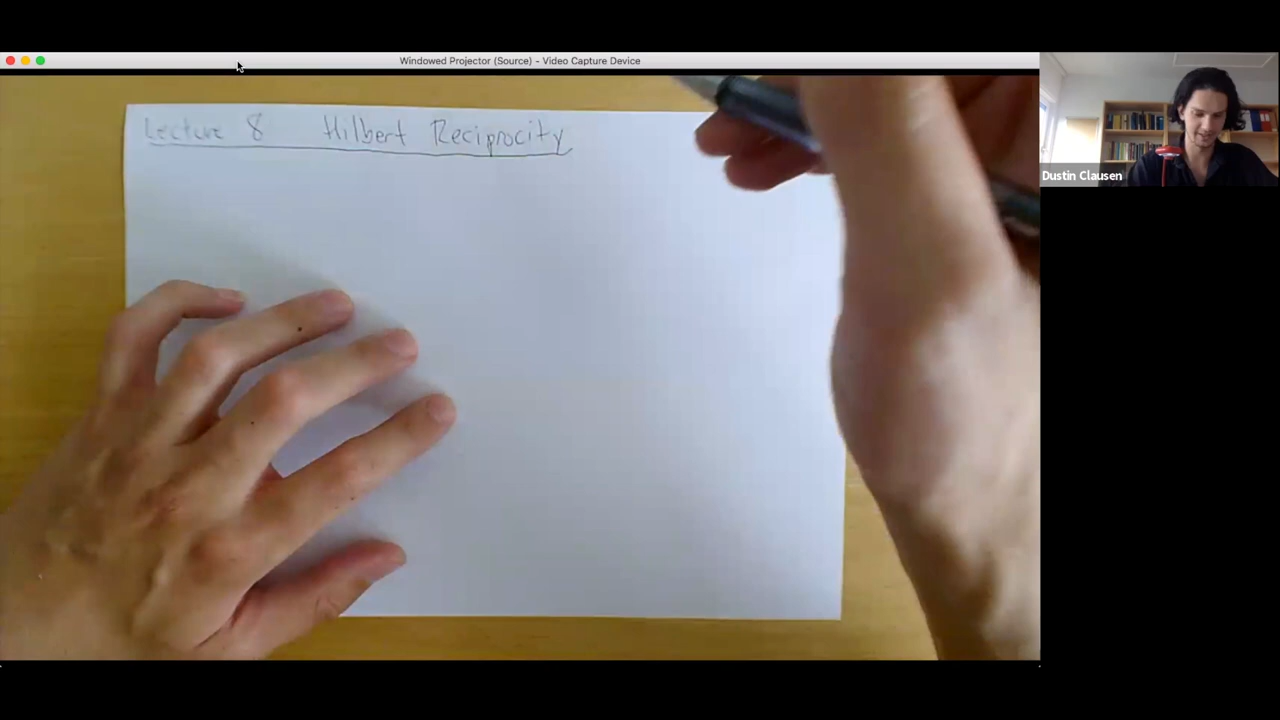 Windowed Projector (Source) - Video Capture Device
Lecture 8 Hilbert Reciprocity
Dustin Clausen